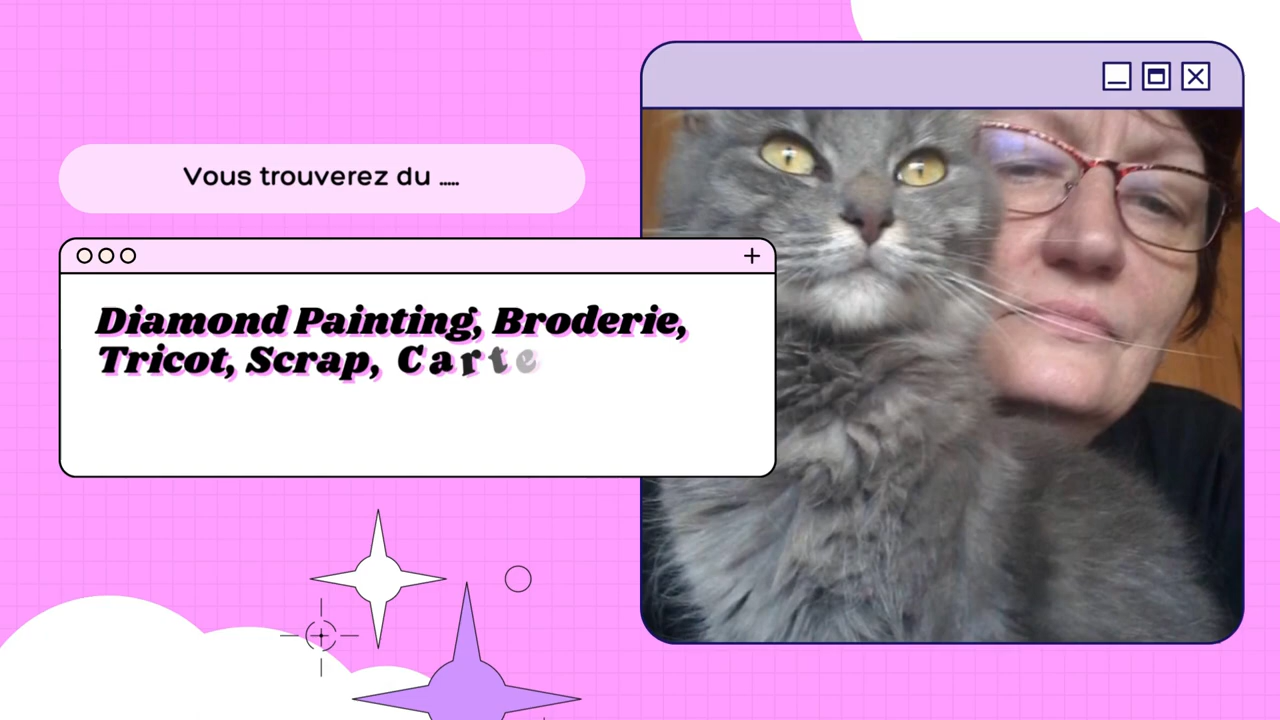 Vous trouverez du .....
Diamond Painting, Broderie,
Tricot, Scrap, Carte